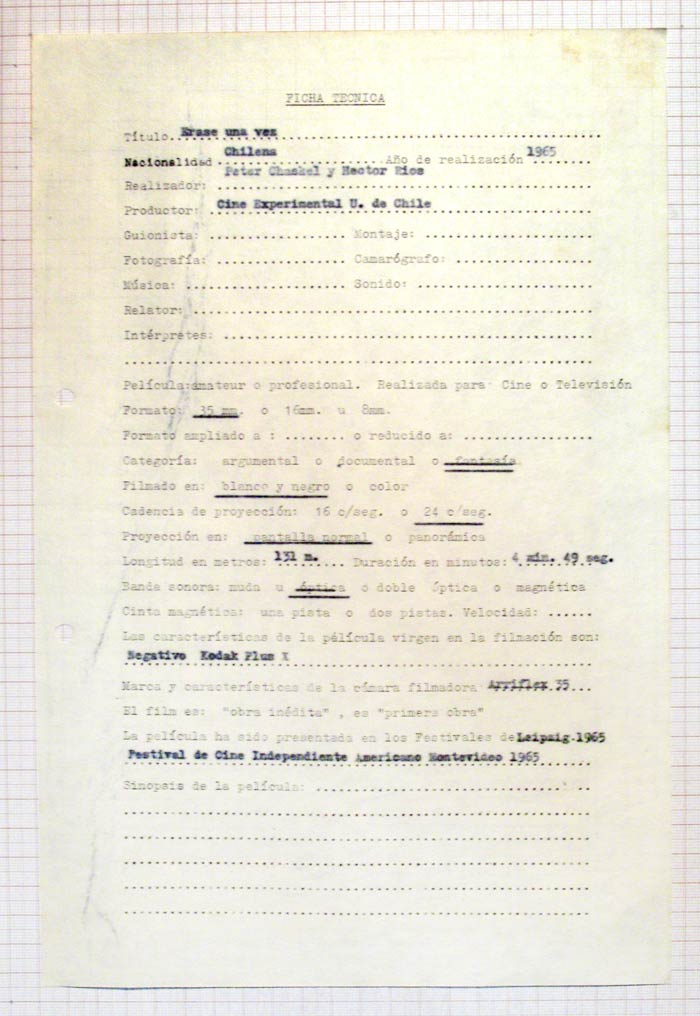 FICHA TECNICA
Título..Erase una vez..........................................
Nacionalidad Chilena ................... Año de realización 1965......
Realizador: Peter Chaskel y Hector Rios..............................
Productor: Cine Experimental U. de Chile..............................
Guionista: ................. Montaje: .................
Fotografía: ................ Camarógrafo: .................
Música: .................... Sonido: ......................
Relator: ..................................................
Intérpretes: ..............................................
...........................................................
Película:amateur o profesional. Realizada para Cine o Televisión
Formato: 35 mm. o 16mm. u 8mm.
Formato ampliado a : ........ o reducido a: .................
Categoría: argumental o documental o fantasía.
Filmado en: blanco y negro o color
Cadencia de proyección: 16 c/seg. o 24 c/seg.
Proyección en: pantalla normal o panorámica
Longitud en metros: 131 m..... Duración en minutos: 4 min. 49 seg.
Banda sonora: muda u óptica o doble óptica o magnética
Cinta magnética: una pista o dos pistas. Velocidad: ......
Las características de la película virgen en la filmación son:
Negativo Kodak Plus X
Marca y características de la cámara filmadora Arriflex 35...
El film es: "obra inédita" , es "primera obra"
La película ha sido presentada en los Festivales de Leipzig.1965
Festival de Cine Independiente Americano Montevideo 1965
Sinopsis de la película: ...................................